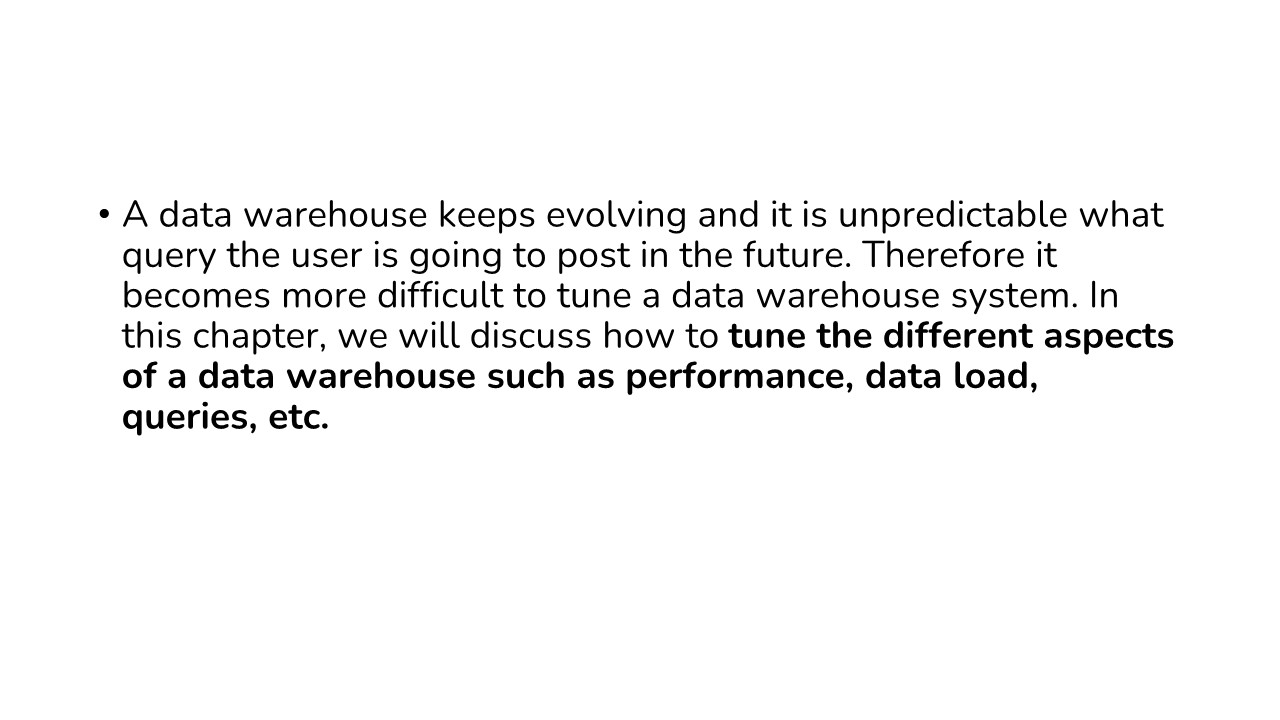 • A data warehouse keeps evolving and it is unpredictable what
query the user is going to post in the future. Therefore it
becomes more difficult to tune a data warehouse system. In
this chapter, we will discuss how to tune the different aspects
of a data warehouse such as performance, data load,
queries, etc.